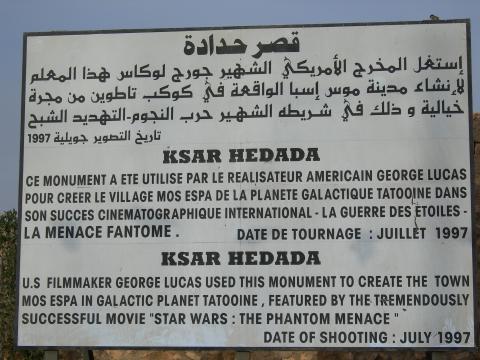 قصر حدادة
إستغل المخرج الأمريكي الشهير جورج لوكاس هذا المعلم
لإنشاء مدينة موس إسبا الواقعة في كوكب تاطوين من مجرة
خيالية و ذلك في شريطه الشهير حرب النجوم-التهديد الشبح
تاريخ التصوير جويلية 1997
KSAR HEDADA
CE MONUMENT A ETE UTILISE PAR LE REALISATEUR AMERICAIN GEORGE LUCAS
POUR CREER LE VILLAGE MOS ESPA DE LA PLANETE GALACTIQUE TATOOINE DANS
SON SUCCES CINEMATOGRAPHIQUE INTERNATIONAL - LA GUERRE DES ETOILES -
LA MENACE FANTOME . DATE DE TOURNAGE : JUILLET 1997
KSAR HEDADA
U.S FILMMAKER GEORGE LUCAS USED THIS MONUMENT TO CREATE THE TOWN
MOS ESPA IN GALACTIC PLANET TATOOINE , FEATURED BY THE TREMENDOUSLY
SUCCESSFUL MOVIE "STAR WARS : THE PHANTOM MENACE "
DATE OF SHOOTING : JULY 1997